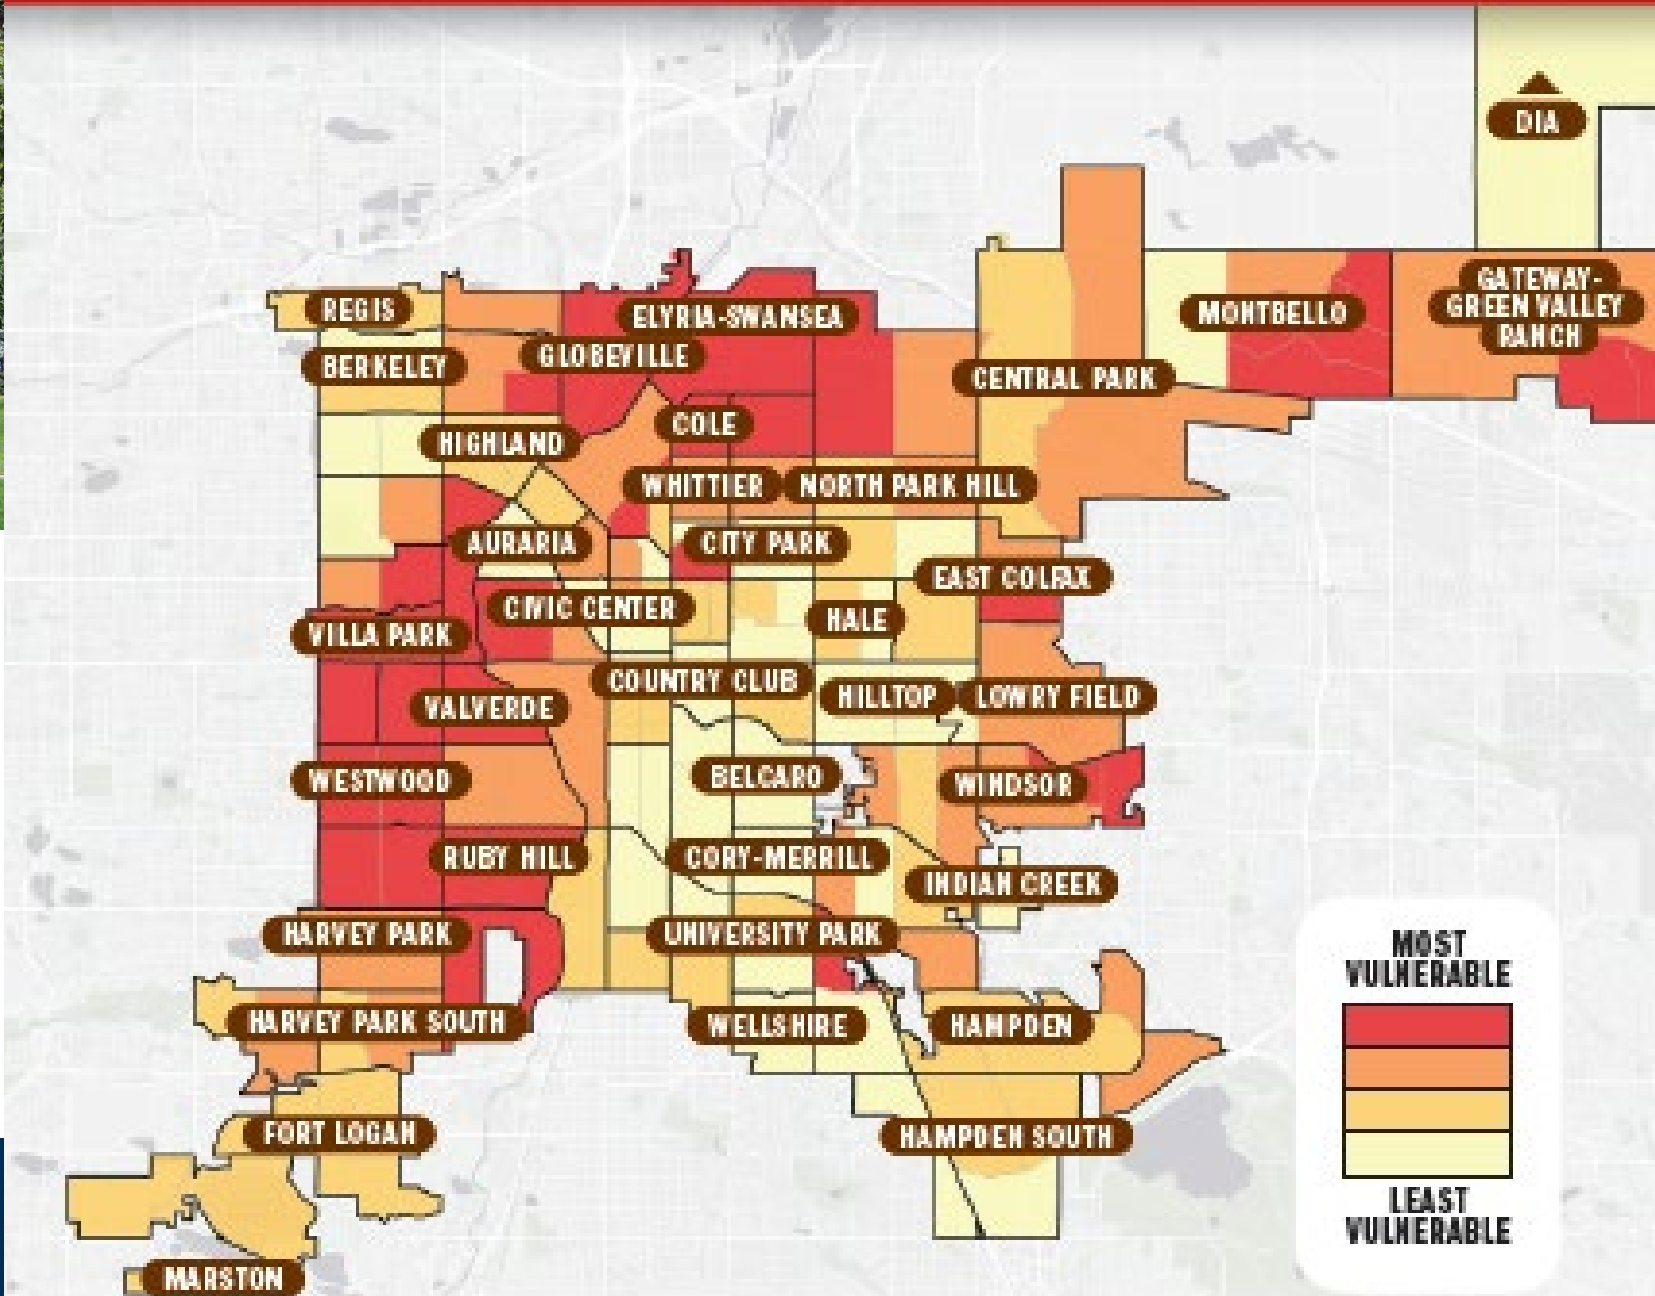 DIA
GATEWAY-
GREEN VALLEY
RANCH
MONTBELLO
REGIS
ELYRIA-SWANSEA
GLOBEVILLE
BERKELEY
CENTRAL PARK
COLE
HIGHLAND
WHITTIER
NORTH PARK HILL
AURARIA
CITY PARK
EAST COLFAX
CIVIC CENTER
HALE
VILLA PARK
COUNTRY CLUB
HILLTOP
LOWRY FIELD
VALVERDE
WESTWOOD
BELCARO
WINDSOR
RUBY HILL
CORY-MERRILL
INDIAN CREEK
HARVEY PARK
UNIVERSITY PARK
HARVEY PARK SOUTH
WELLSHIRE
HAMPDEN
FORT LOGAN
HAMPDEN SOUTH
MARSTON
MOST
VULNERABLE
LEAST
VULNERABLE